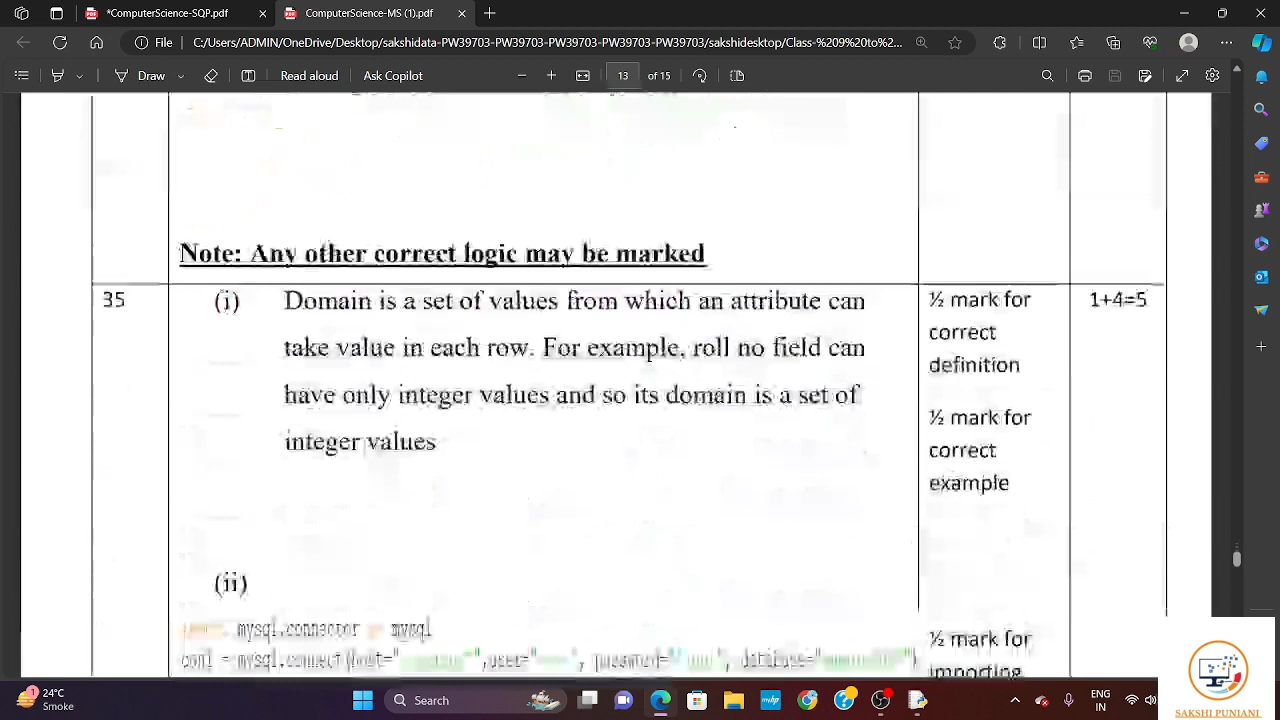 *ComputerScience-SQP.pdf
ComputerScience-MS (1).pdf
File
C:/Users/ADMIN/OneDrive/sakshidata-PW39703-PW39703-PW39703/sakshidesktop/Class-%209%20to%2...
Draw
Read aloud
Ask Copilot
13 of 15
Note: Any other correct logic may be marked
35
(i) Domain is a set of values from which an attribute can
take value in each row. For example, roll no field can
have only integer values and so its domain is a set of
integer values
½ mark for
correct
definition
½ mark for
correct
example
1+4=5
(ii)
mysql.connector mysql
½ mark for
importing
24°C
Smoke
Search
ENG
IN
SAKSHI PUNIANI